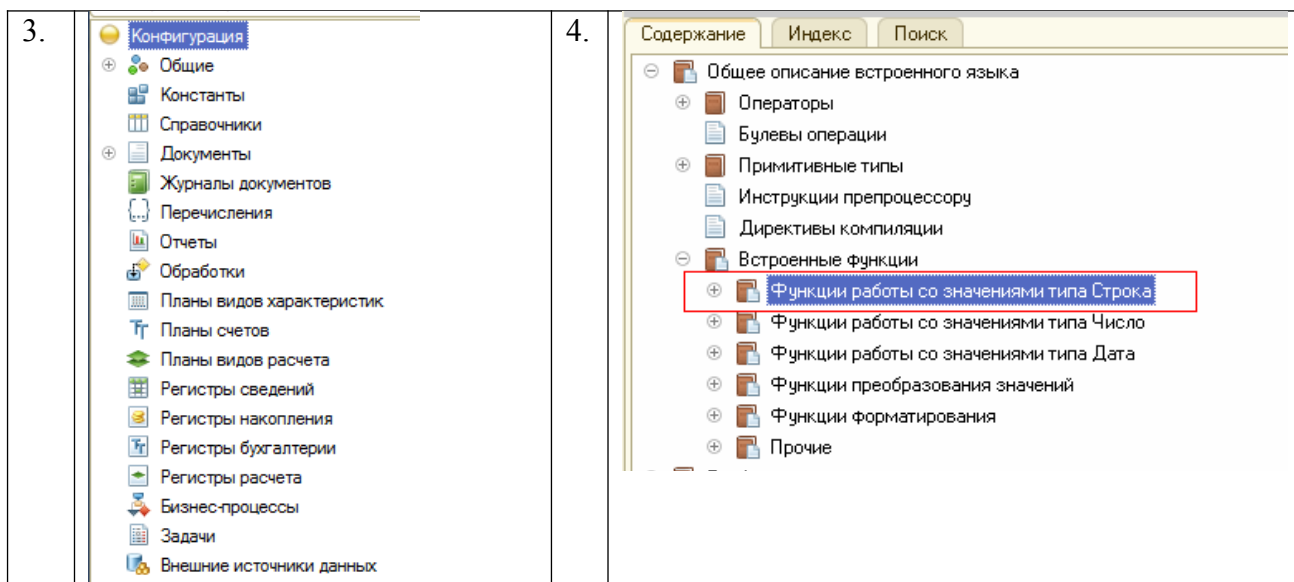 3.
Конфигурация
Общие
Константы
Справочники
Документы
Журналы документов
Перечисления
Отчеты
Обработки
Планы видов характеристик
Планы счетов
Планы видов расчета
Регистры сведений
Регистры накопления
Регистры бухгалтерии
Регистры расчета
Бизнес-процессы
Задачи
Внешние источники данных
4.
Содержание Индекс Поиск
Общее описание встроенного языка
Операторы
Булевы операции
Примитивные типы
Инструкции препроцессору
Директивы компиляции
Встроенные функции
Функции работы со значениями типа Строка
Функции работы со значениями типа Число
Функции работы со значениями типа Дата
Функции преобразования значений
Функции форматирования
Прочие